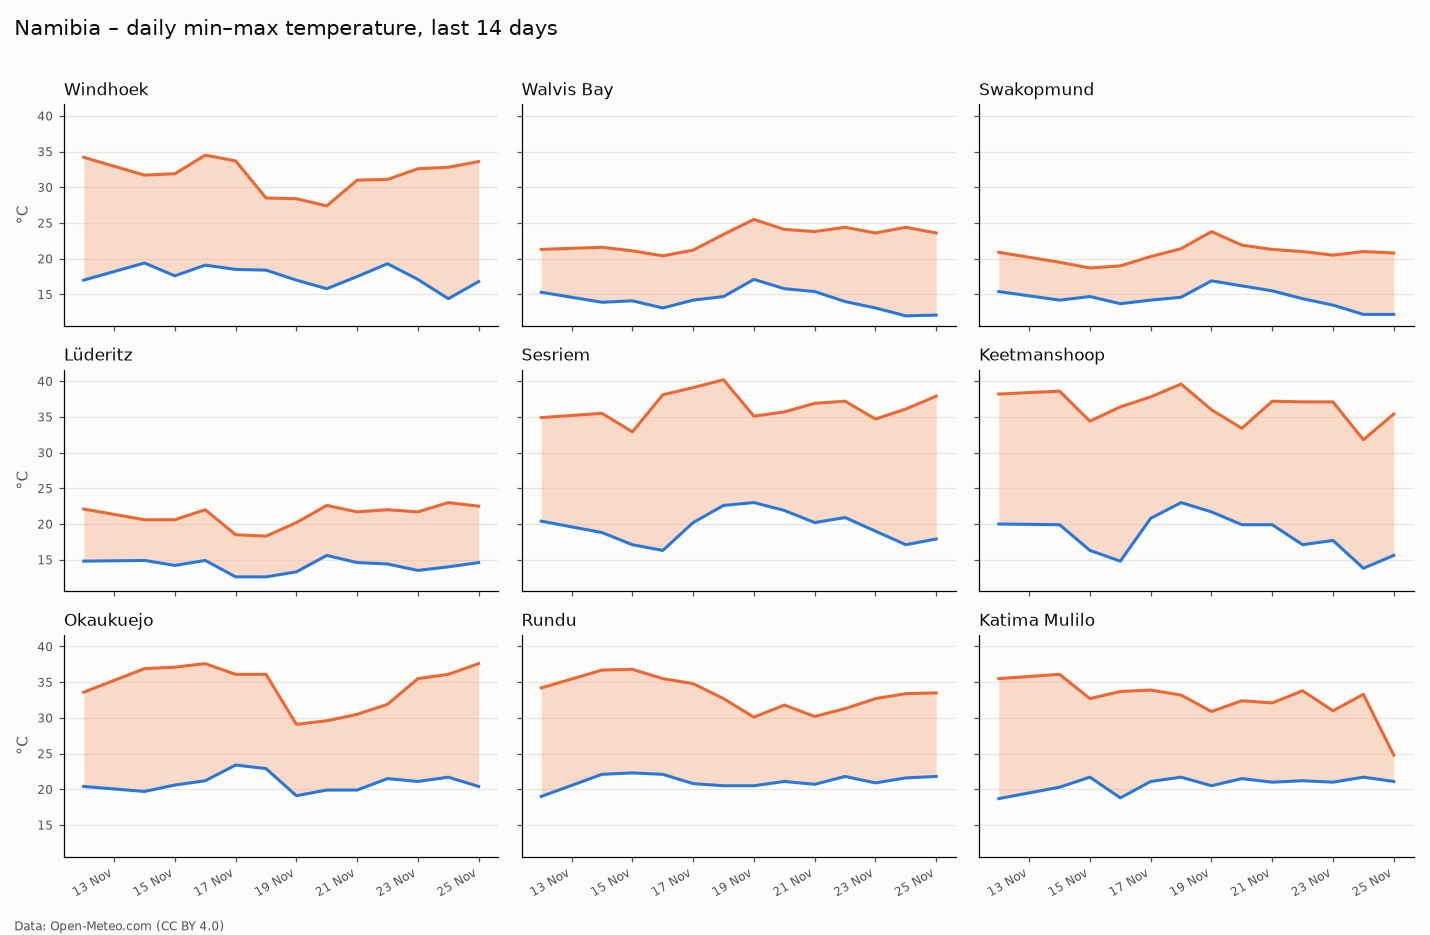 Namibia – daily min–max temperature, last 14 days
Windhoek
Walvis Bay
Swakopmund
40
35
30
25
20
15
°C
Lüderitz
Sesriem
Keetmanshoop
40
35
30
25
20
15
°C
Okaukuejo
Rundu
Katima Mulilo
40
35
30
25
20
15
°C
13 Nov
15 Nov
17 Nov
19 Nov
21 Nov
23 Nov
25 Nov
13 Nov
15 Nov
17 Nov
19 Nov
21 Nov
23 Nov
25 Nov
13 Nov
15 Nov
17 Nov
19 Nov
21 Nov
23 Nov
25 Nov
Data: Open-Meteo.com (CC BY 4.0)